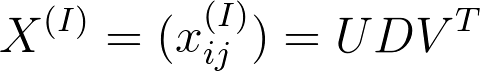 $X^{(I)} = (x_{ij}^{(I)}) = UDV^T$